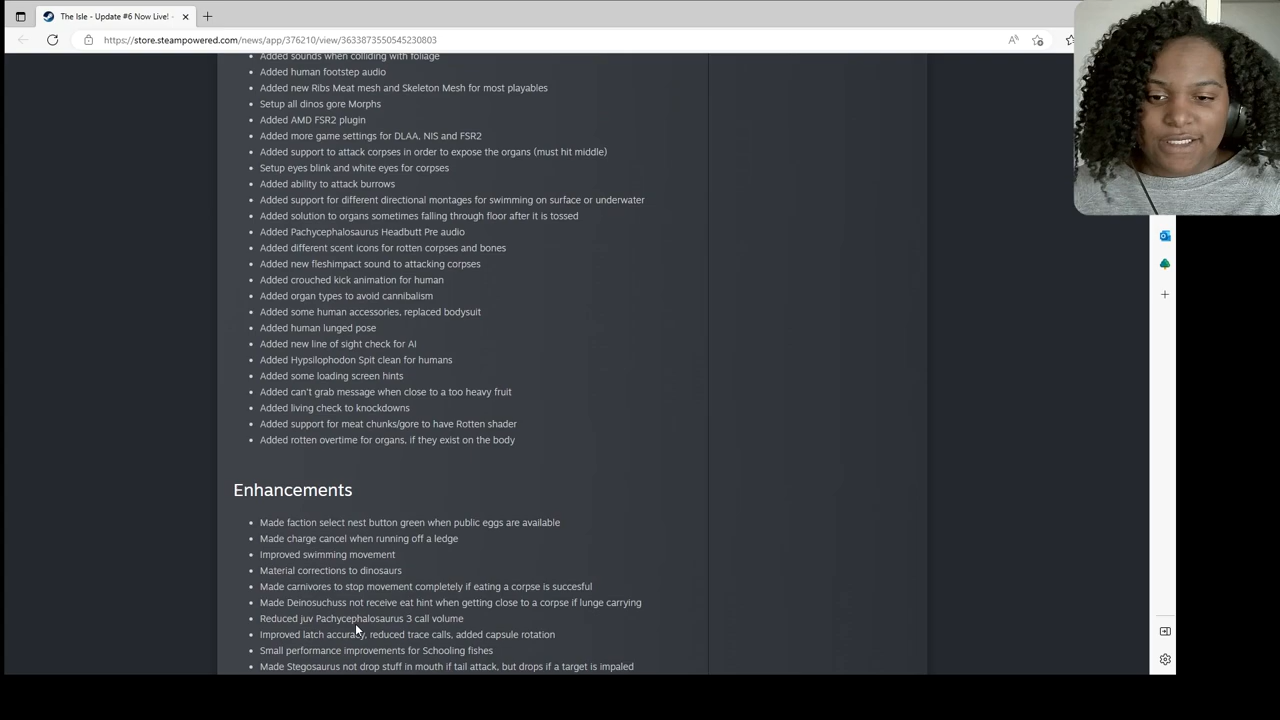 The Isle - Update #6 Now Live! -
https://store.steampowered.com/news/app/376210/view/3633873550545230803
Added sounds when colliding with foliage
Added human footstep audio
Added new Ribs Meat mesh and Skeleton Mesh for most playables
Setup all dinos gore Morphs
Added AMD FSR2 plugin
Added more game settings for DLAA, NIS and FSR2
Added support to attack corpses in order to expose the organs (must hit middle)
Setup eyes blink and white eyes for corpses
Added ability to attack burrows
Added support for different directional montages for swimming on surface or underwater
Added solution to organs sometimes falling through floor after it is tossed
Added Pachycephalosaurus Headbutt Pre audio
Added different scent icons for rotten corpses and bones
Added new fleshimpact sound to attacking corpses
Added crouched kick animation for human
Added organ types to avoid cannibalism
Added some human accessories, replaced bodysuit
Added human lunged pose
Added new line of sight check for AI
Added Hypsilophodon Spit clean for humans
Added some loading screen hints
Added can't grab message when close to a too heavy fruit
Added living check to knockdowns
Added support for meat chunks/gore to have Rotten shader
Added rotten overtime for organs, if they exist on the body
Enhancements
Made faction select nest button green when public eggs are available
Made charge cancel when running off a ledge
Improved swimming movement
Material corrections to dinosaurs
Made carnivores to stop movement completely if eating a corpse is succesful
Made Deinosuchuss not receive eat hint when getting close to a corpse if lunge carrying
Reduced juv Pachycephalosaurus 3 call volume
Improved latch accuracy, reduced trace calls, added capsule rotation
Small performance improvements for Schooling fishes
Made Stegosaurus not drop stuff in mouth if tail attack, but drops if a target is impaled